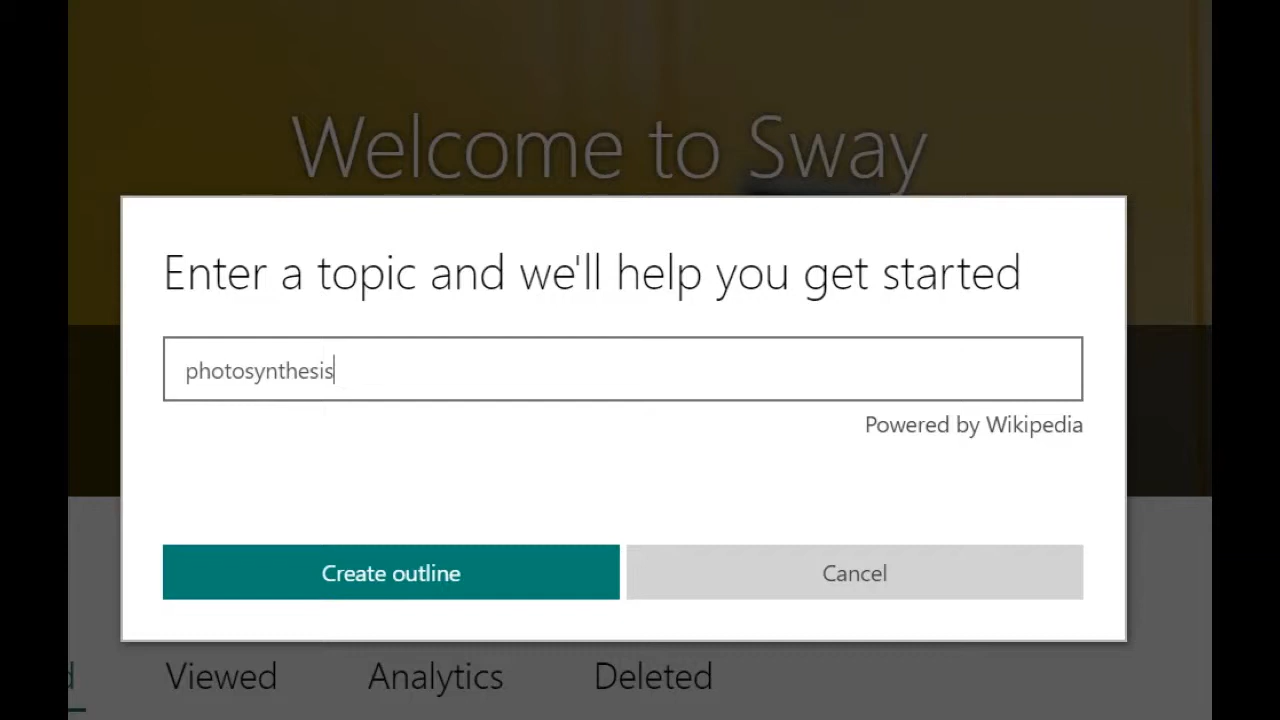 Welcome to Sway
Enter a topic and we'll help you get started
photosynthesis
Powered by Wikipedia
Create outline
Cancel
Viewed
Analytics
Deleted